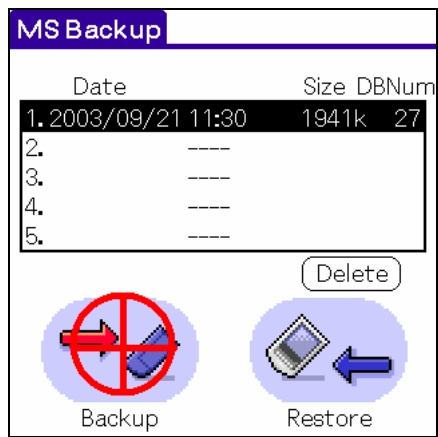 MS Backup
Date Size DBNum
1. 2003/09/21 11:30 1941k 27
2. ----
3. ----
4. ----
5. ----
Delete
Backup Restore